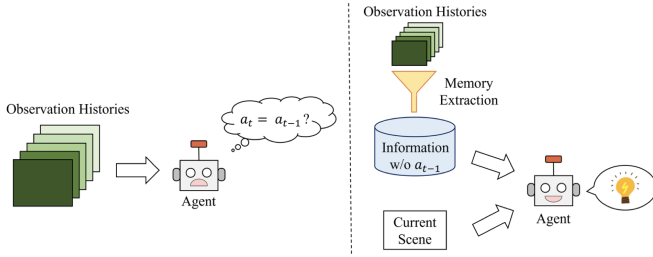 Observation Histories
a_t = a_{t-1}?
Agent
Observation Histories
Memory
Extraction
Information
w/o a_{t-1}
Current
Scene
Agent